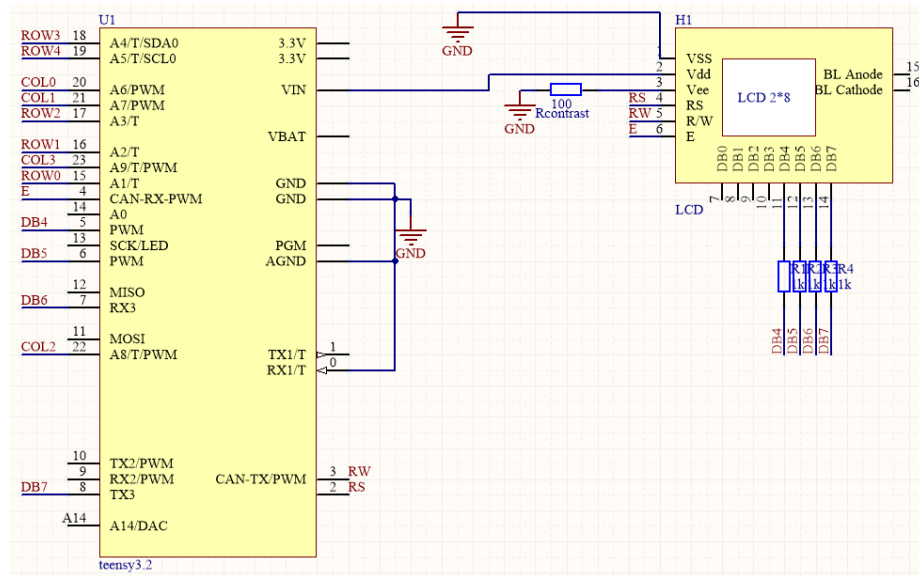 U1
ROW3 18 A4/T/SDA0 3.3V
ROW4 19 A5/T/SCL0 3.3V
COL0 20 A6/PWM VIN
COL1 21 A7/PWM
ROW2 17 A3/T
VBAT
ROW1 16 A2/T
COL3 23 A9/T/PWM
ROW0 15 A1/T GND
E 4 CAN-RX-PWM GND
14 A0
DB4 5 PWM
13 SCK/LED PGM
DB5 6 PWM AGND
12 MISO
DB6 7 RX3
11 MOSI
COL2 22 A8/T/PWM TX1/T 1
RX1/T 0
10 TX2/PWM
9 RX2/PWM CAN-TX/PWM 3 RW
DB7 8 TX3 2 RS
A14 A14/DAC
teensy3.2
GND
GND
100
Rcontrast
GND
H1
1 VSS
2 Vdd BL Anode 15
3 Vee BL Cathode 16
RS 4 RS
RW 5 R/W
E 6 E
LCD 2*8
DB0 DB1 DB2 DB3 DB4 DB5 DB6 DB7
7 8 9 10 11 12 13 14
LCD
R1 R2 R3 R4
1k 1k 1k 1k
DB4 DB5 DB6 DB7